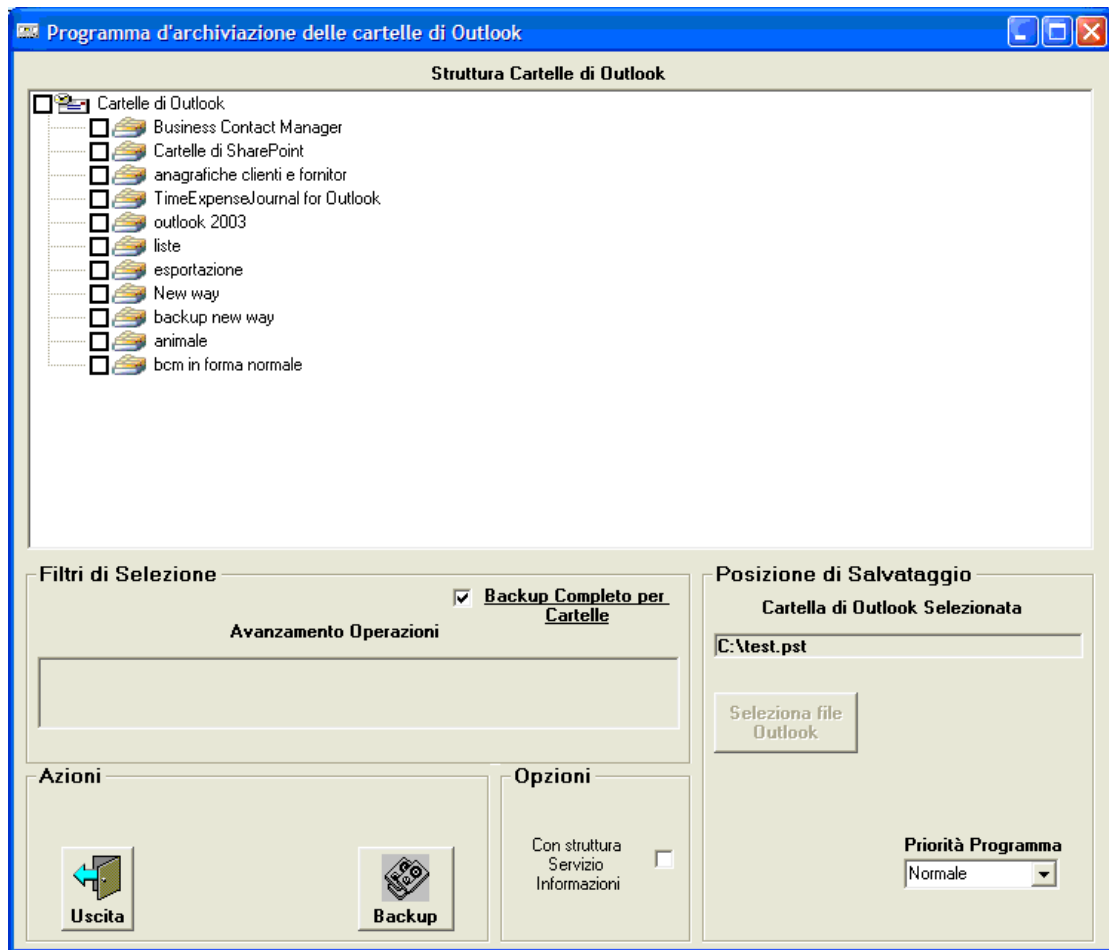 Programma d'archiviazione delle cartelle di Outlook
Struttura Cartelle di Outlook
Cartelle di Outlook
Business Contact Manager
Cartelle di SharePoint
anagrafiche clienti e fornitor
TimeExpenseJournal for Outlook
outlook 2003
liste
esportazione
New way
backup new way
animale
bcm in forma normale
Filtri di Selezione
Backup Completo per
Cartelle
Avanzamento Operazioni
Posizione di Salvataggio
Cartella di Outlook Selezionata
C:\test.pst
Seleziona file
Outlook
Azioni
Uscita
Backup
Opzioni
Con struttura
Servizio
Informazioni
Priorità Programma
Normale